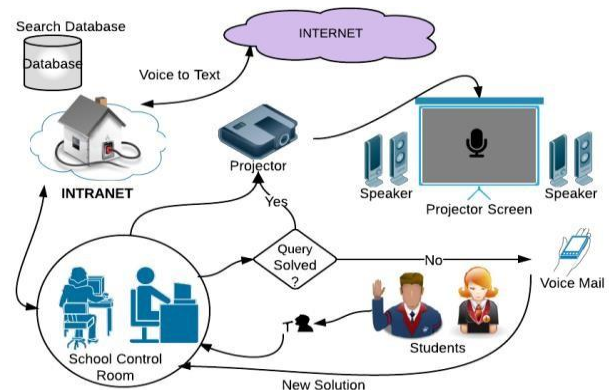 Search Database
Database
INTERNET
Voice to Text
INTRANET
Projector
Speaker
Projector Screen
Speaker
Yes
Query
Solved
?
No
Voice Mail
Students
School Control
Room
New Solution